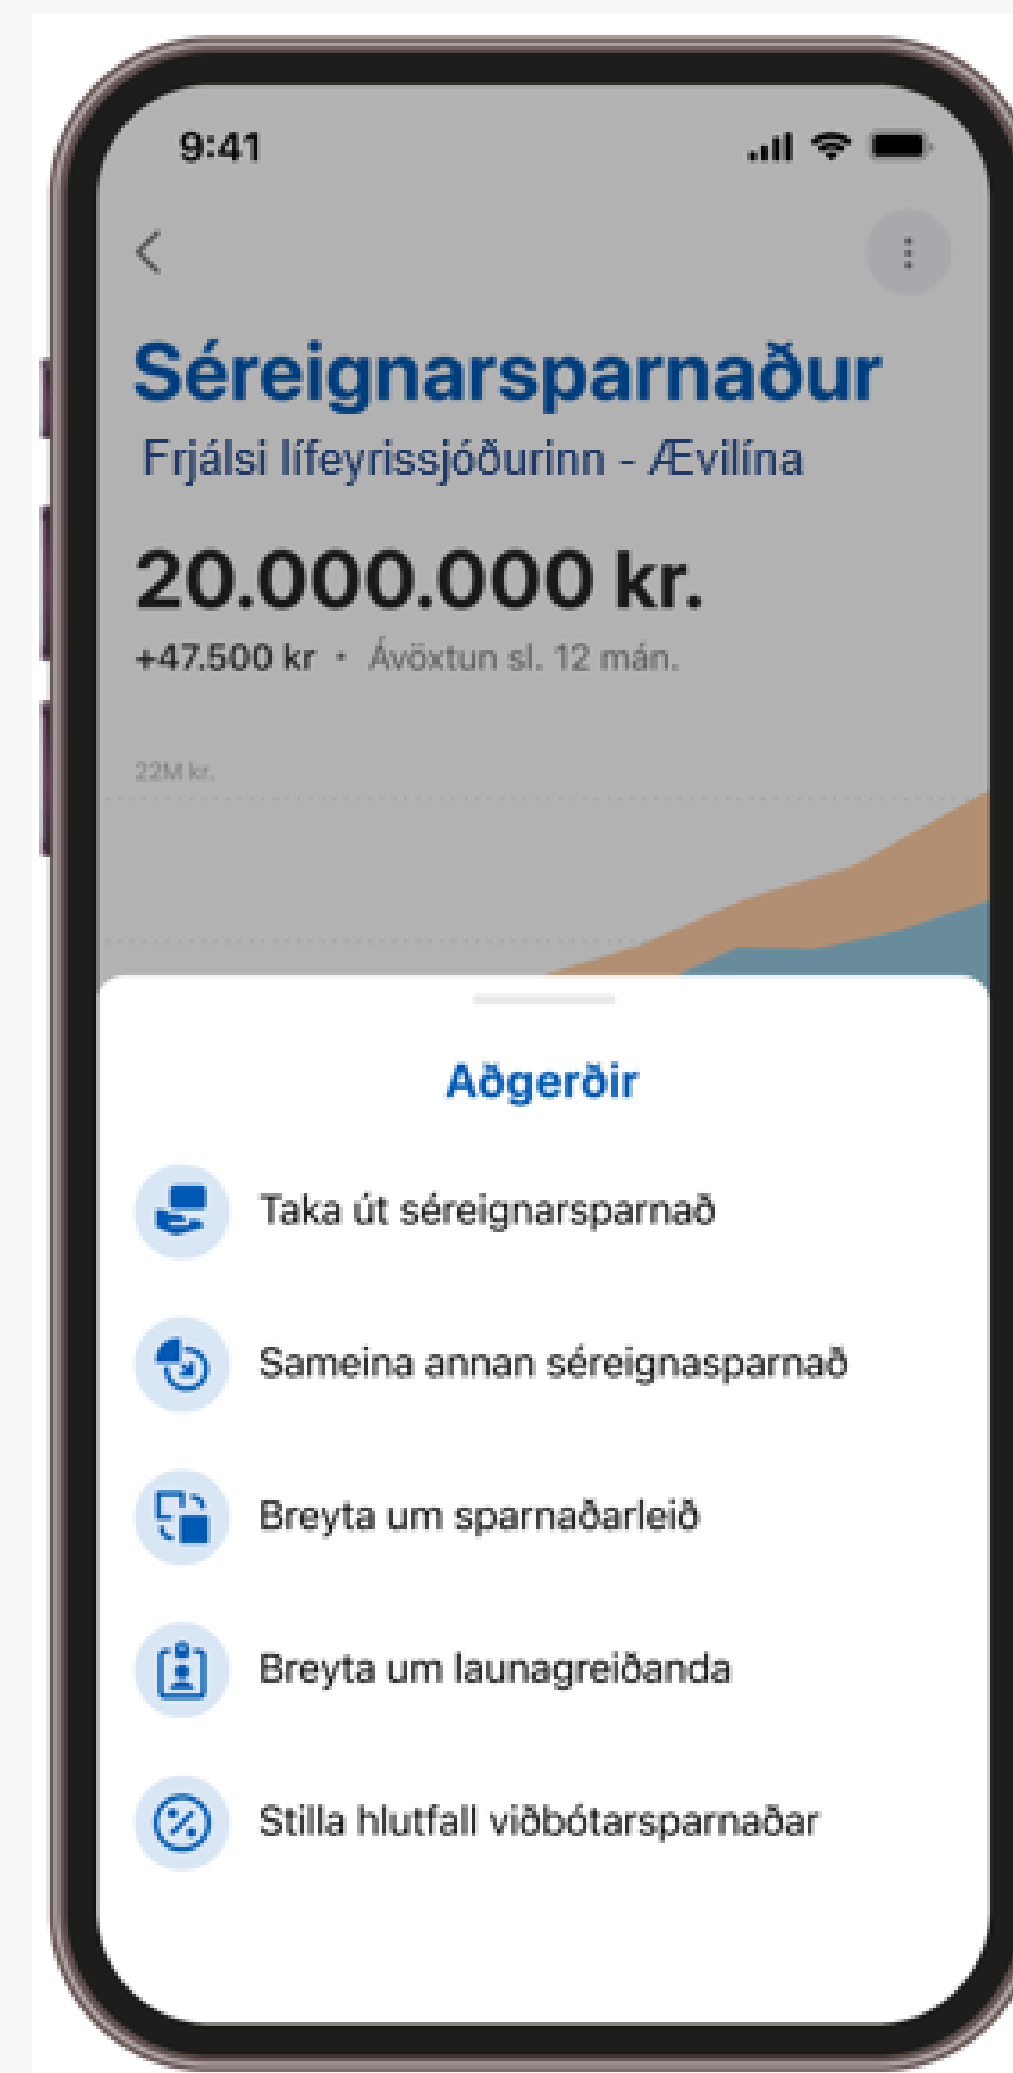 9:41
Séreignarsparnaður
Frjálsi lífeyrissjóðurinn - Ævilína
20.000.000 kr.
+47.500 kr • Ávöxtun sl. 12 mán.
22M kr.
Aðgerðir
Taka út séreignarsparnað
Sameina annan séreignasparnað
Breyta um sparnaðarleið
Breyta um launagreiðanda
Stilla hlutfall viðbótarsparnaðar